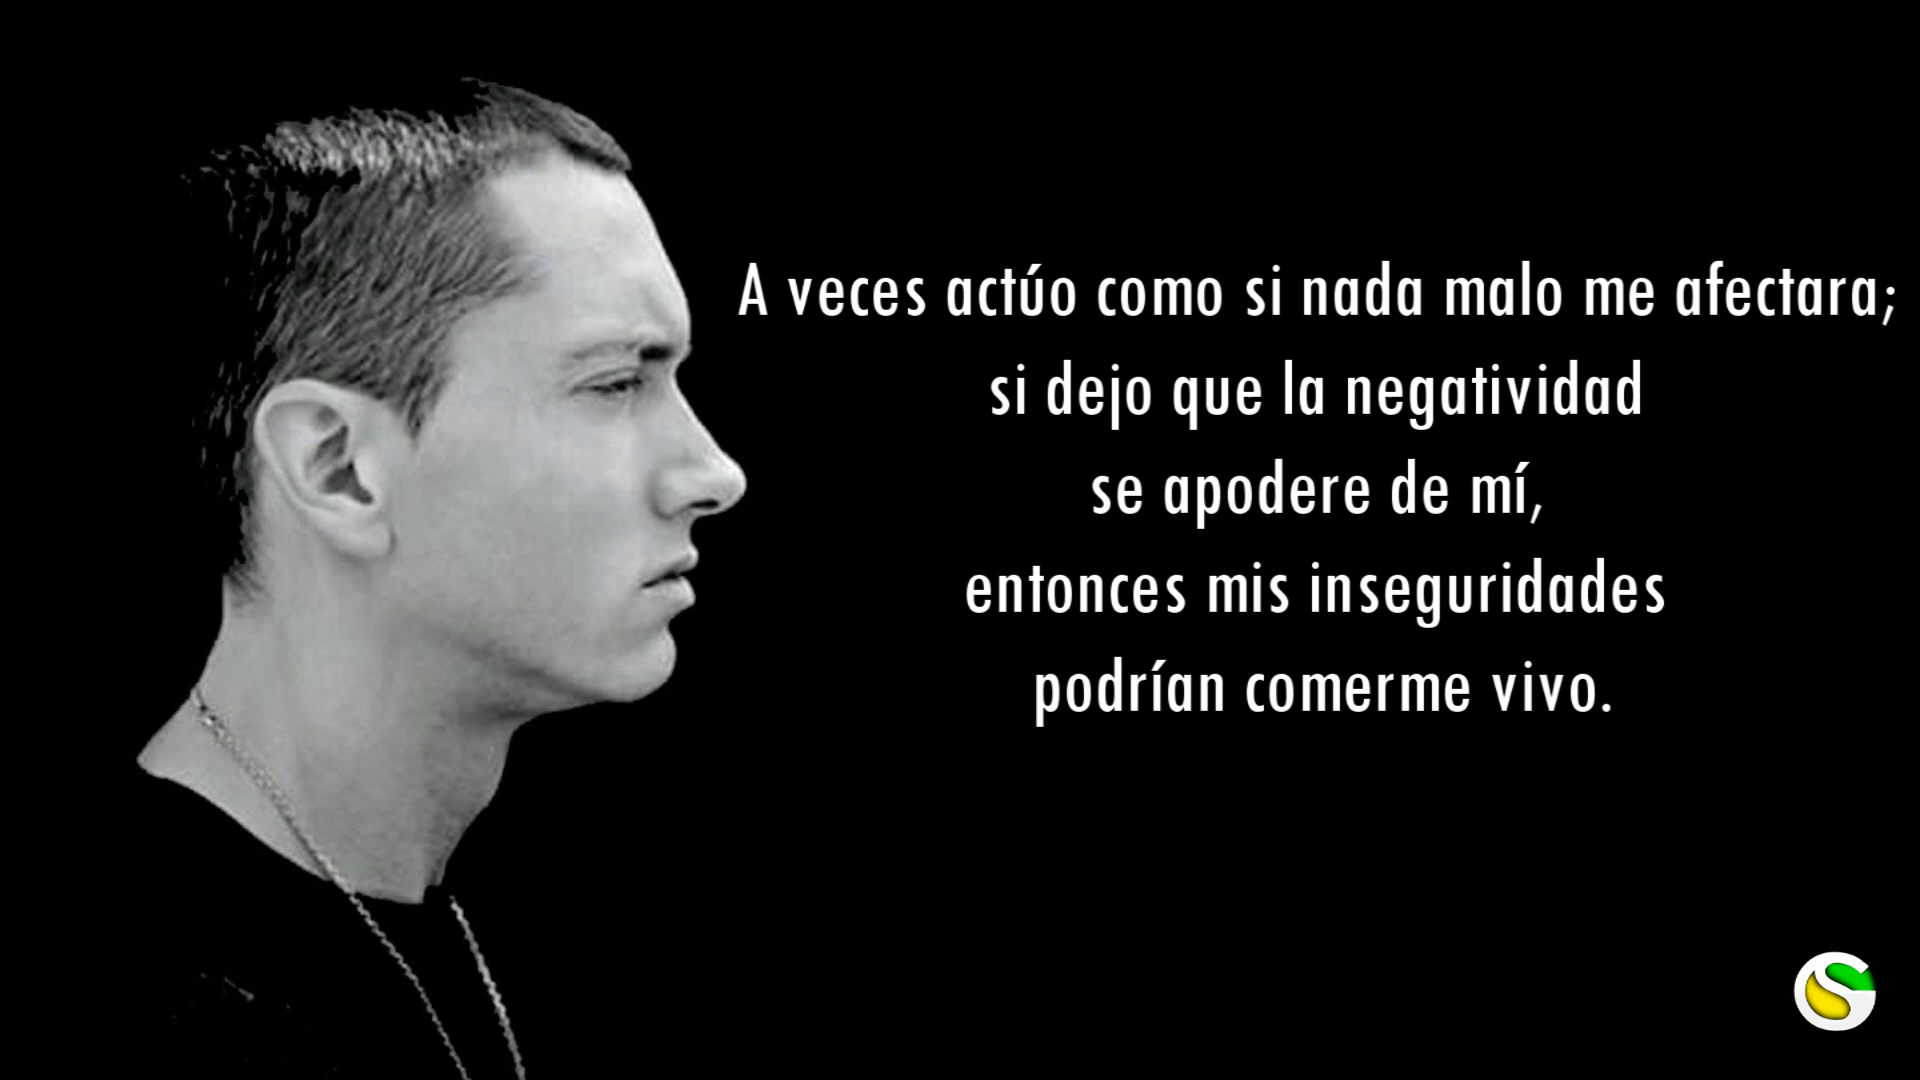 A veces actúo como si nada malo me afectara;
si dejo que la negatividad
se apodere de mí,
entonces mis inseguridades
podrían comerme vivo.